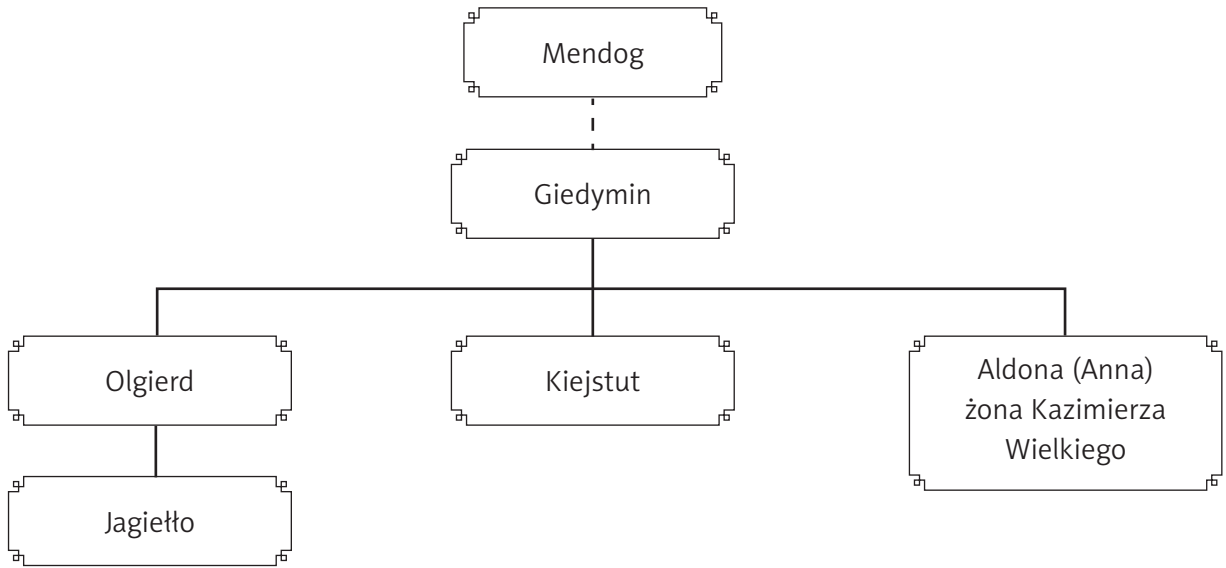 Mendog
Giedymin
Olgierd
Kiejstut
Aldona (Anna)
żona Kazimierza
Wielkiego
Jagiełło